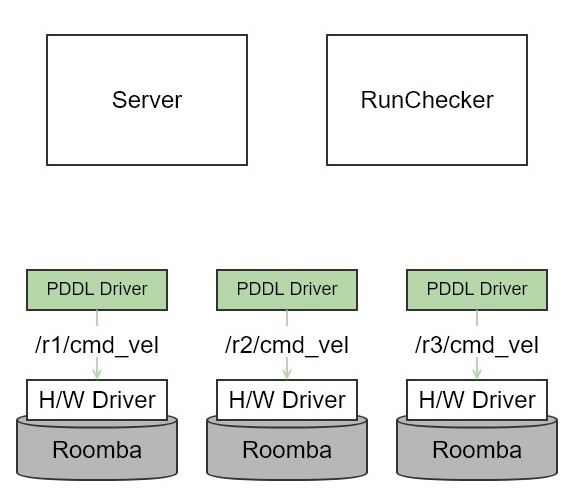 Server
RunChecker
PDDL Driver
PDDL Driver
PDDL Driver
/r1/cmd_vel
/r2/cmd_vel
/r3/cmd_vel
H/W Driver
H/W Driver
H/W Driver
Roomba
Roomba
Roomba